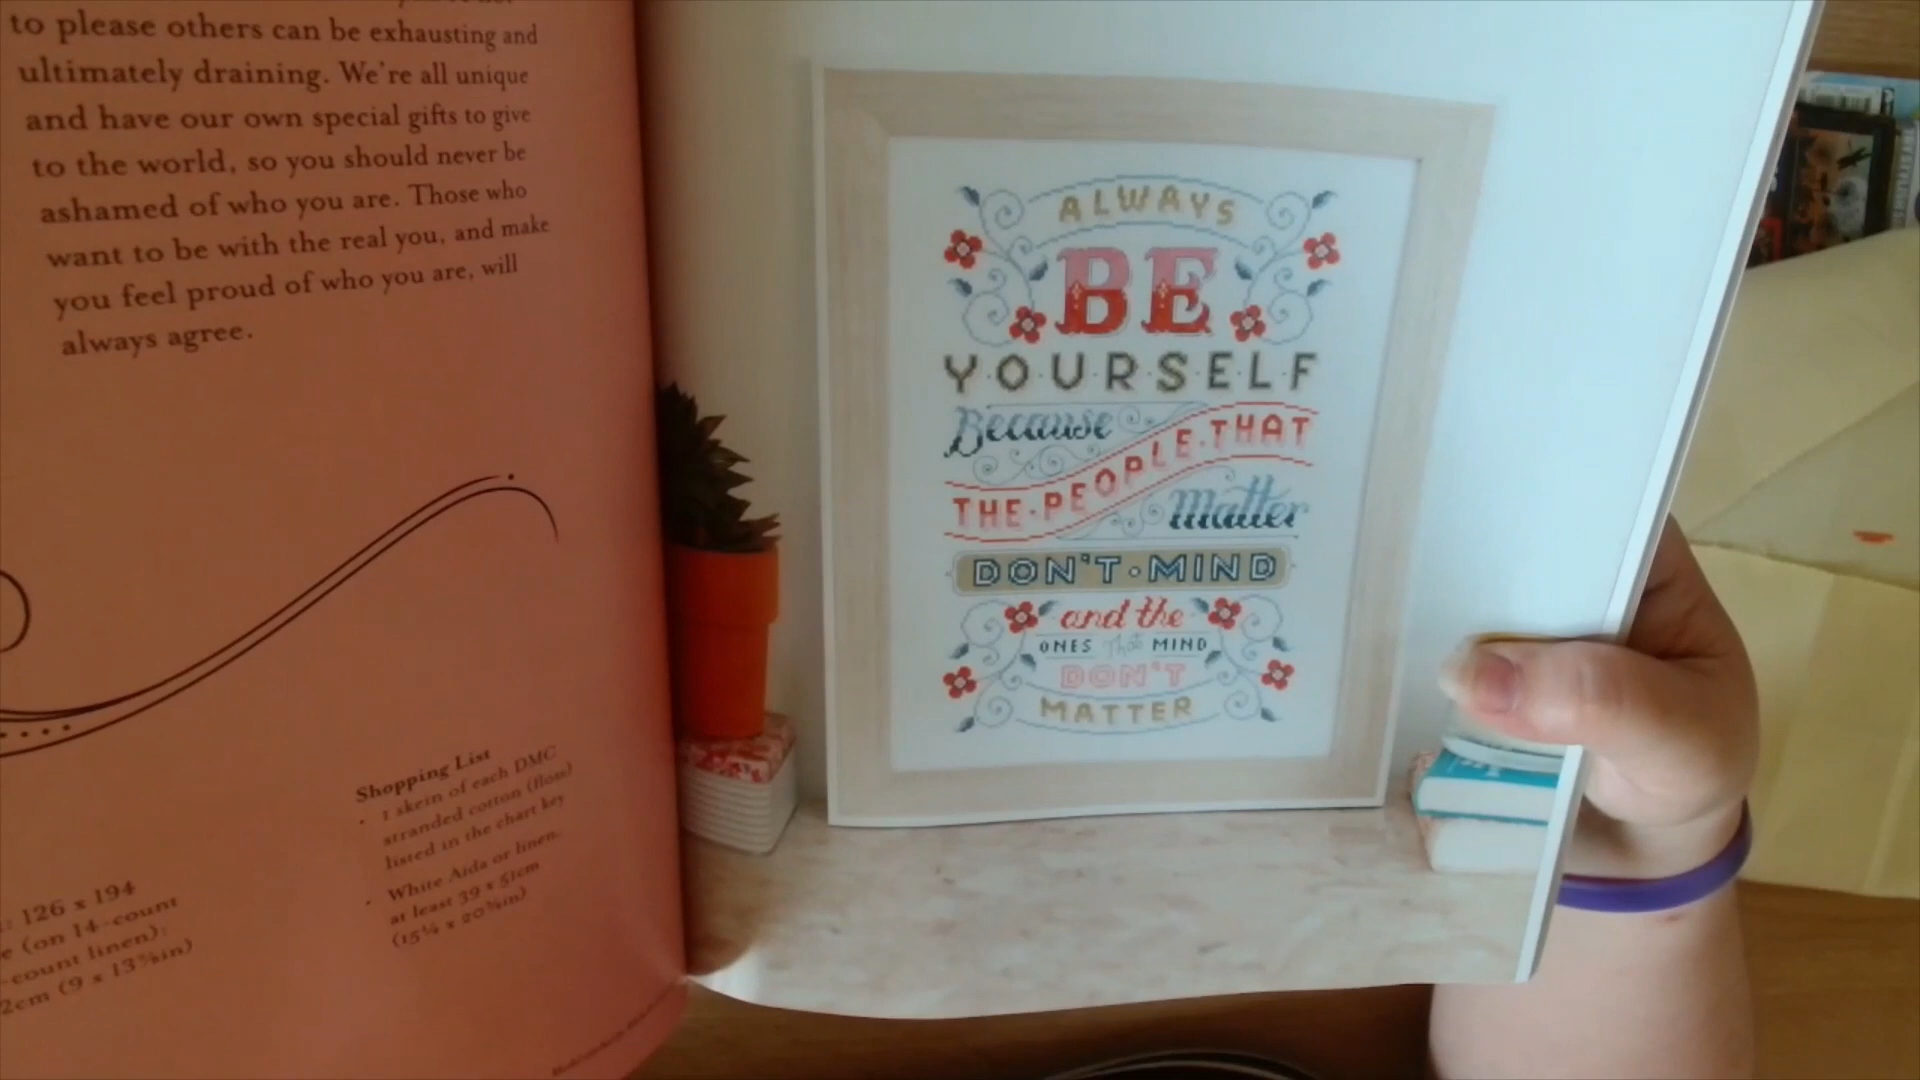 to please others can be exhausting and
ultimately draining. We're all unique
and have our own special gifts to give
to the world, so you should never be
ashamed of who you are. Those who
want to be with the real you, and make
you feel proud of who you are, will
always agree.
Shopping List
• 1 skein of each DMC
stranded cotton (floss)
listed in the chart key
• White Aida or linen,
at least 39 x 51cm
(15¼ x 20⅛in)
: 126 x 194
(on 14-count
count linen):
2cm (9 x 13⅞in)
ALWAYS
BE
YOURSELF
Because
THE·PEOPLE·THAT
Matter
DON'T·MIND
and the
ONES That MIND
DON'T
MATTER